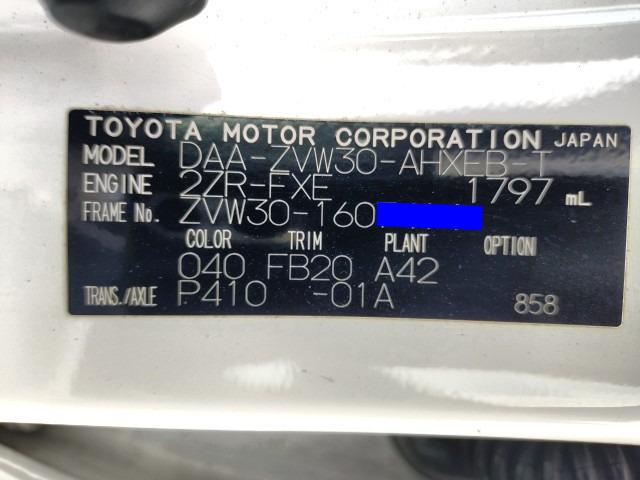 TOYOTA MOTOR CORPORATION JAPAN
MODEL DAA-ZVW30-AHXEB-T
ENGINE 2ZR-FXE 1797 mL
FRAME No. ZVW30-160
COLOR TRIM PLANT OPTION
040 FB20 A42
TRANS./AXLE P410 -01A 858